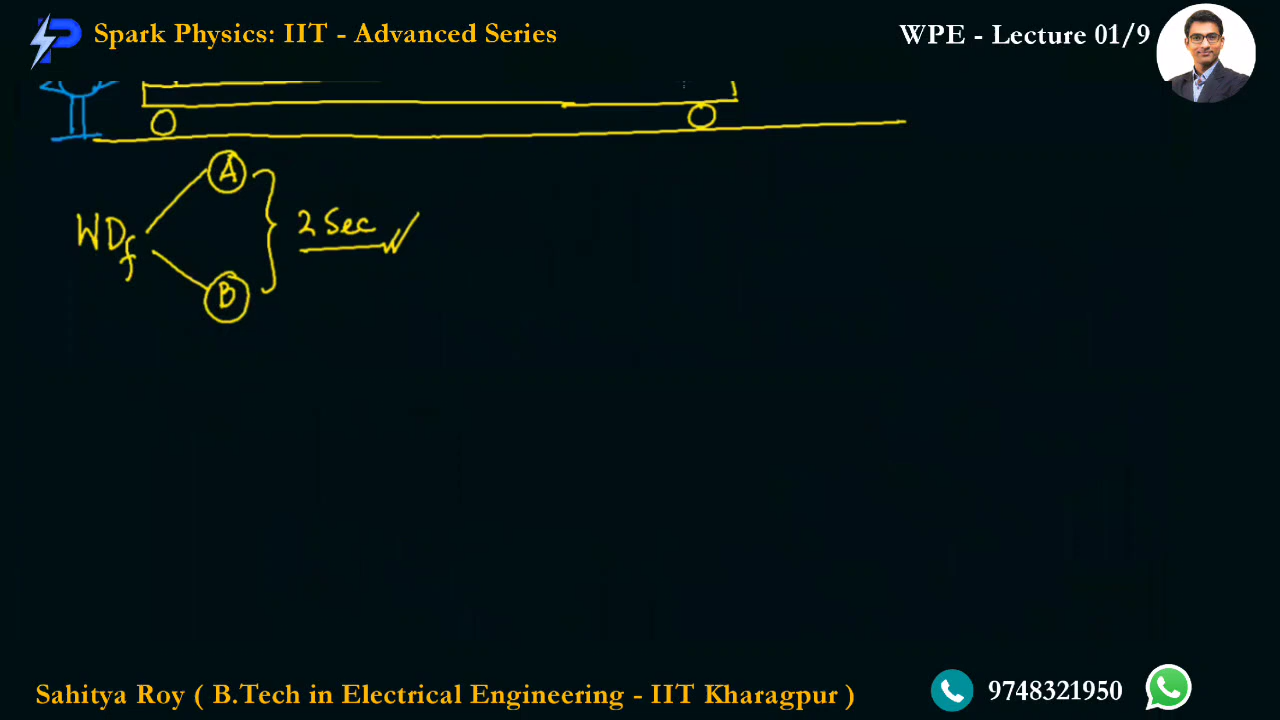 Spark Physics: IIT - Advanced Series
WPE - Lecture 01/9
A
WDf
2 Sec
B
Sahitya Roy ( B.Tech in Electrical Engineering - IIT Kharagpur )
9748321950